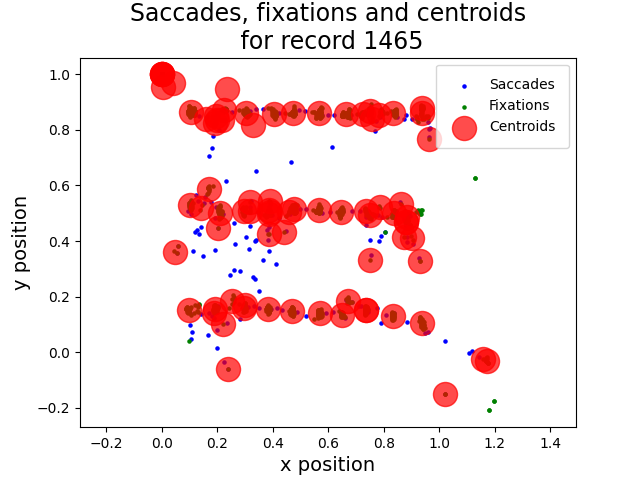 Saccades, fixations and centroids
for record 1465
Saccades
Fixations
Centroids
1.0
0.8
0.6
0.4
0.2
0.0
−0.2
y position
−0.2
0.0
0.2
0.4
0.6
0.8
1.0
1.2
1.4
x position